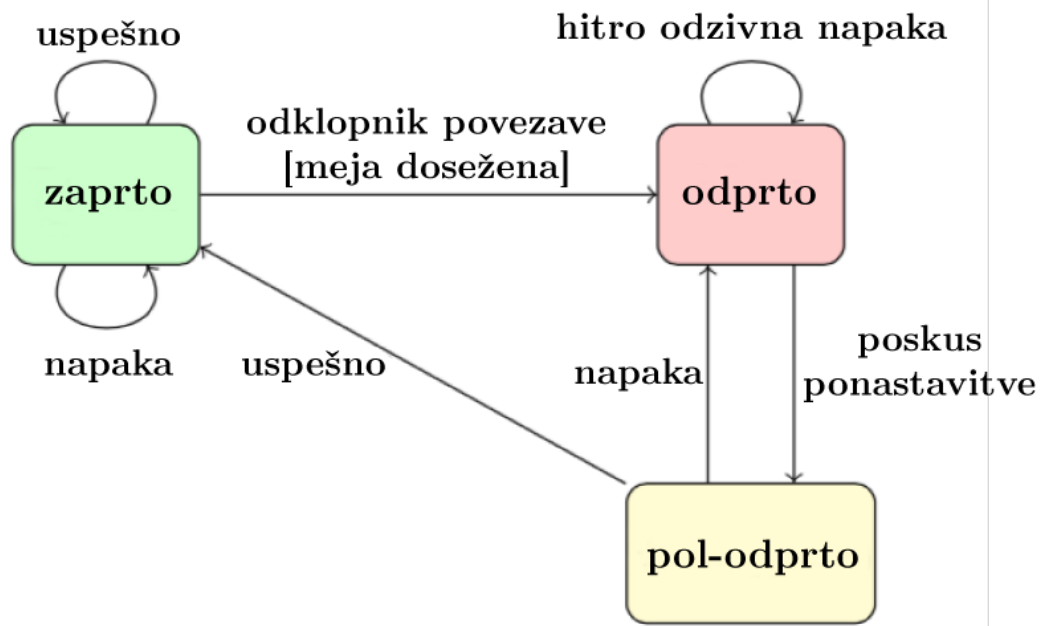 uspešno
hitro odzivna napaka
odklopnik povezave
[meja dosežena]
zaprto
odprto
napaka
uspešno
napaka
poskus
ponastavitve
pol-odprto